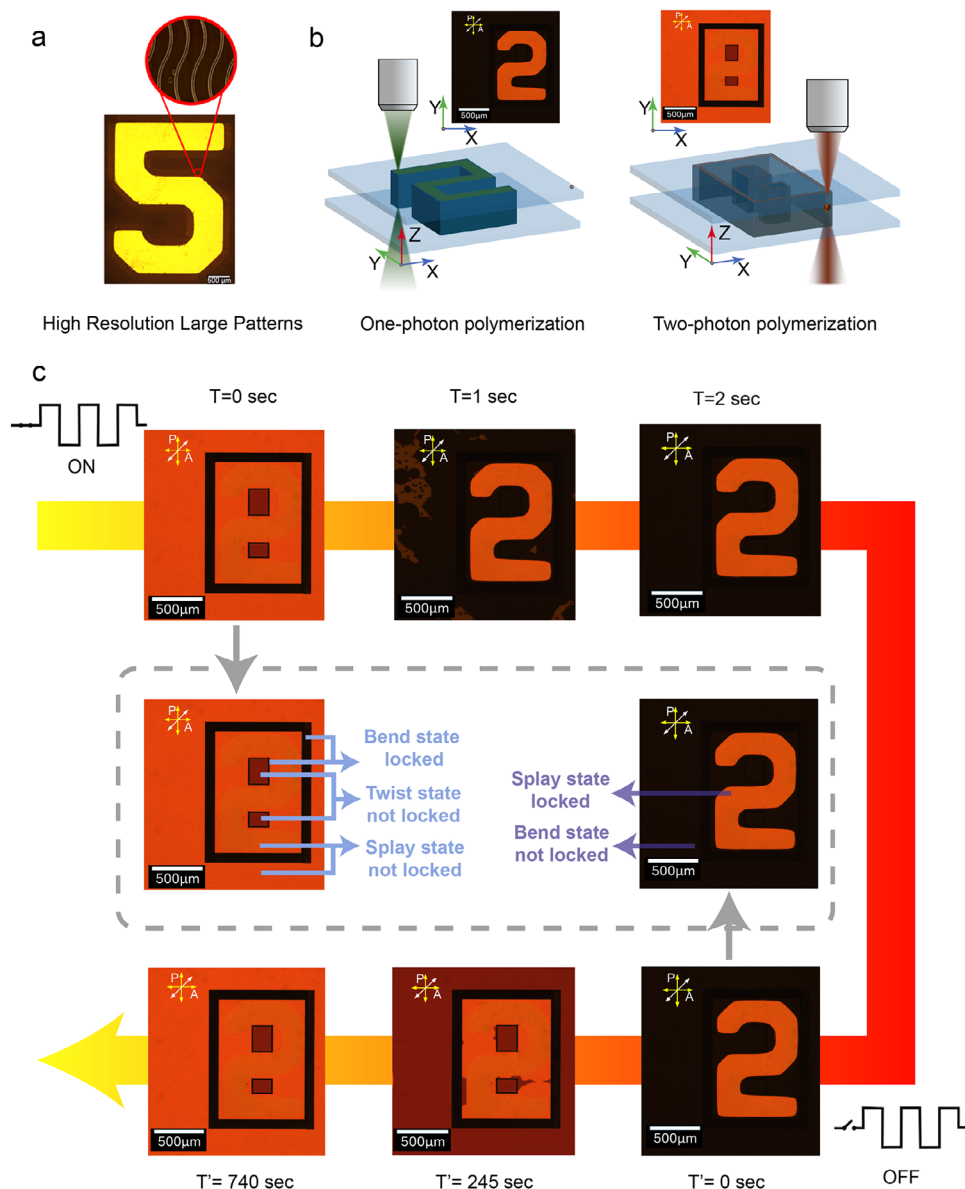 a
b
500 µm
P
A
500µm
Y
X
P
A
500µm
Y
X
Z
Y
X
Z
Y
X
High Resolution Large Patterns
One-photon polymerization
Two-photon polymerization
c
T=0 sec
T=1 sec
T=2 sec
ON
P
A
500µm
P
A
500µm
P
A
500µm
P
A
500µm
Bend state
locked
Twist state
not locked
Splay state
not locked
Splay state
locked
Bend state
not locked
P
A
500µm
P
A
500µm
P
A
500µm
P
A
500µm
T'= 740 sec
T'= 245 sec
T'= 0 sec
OFF